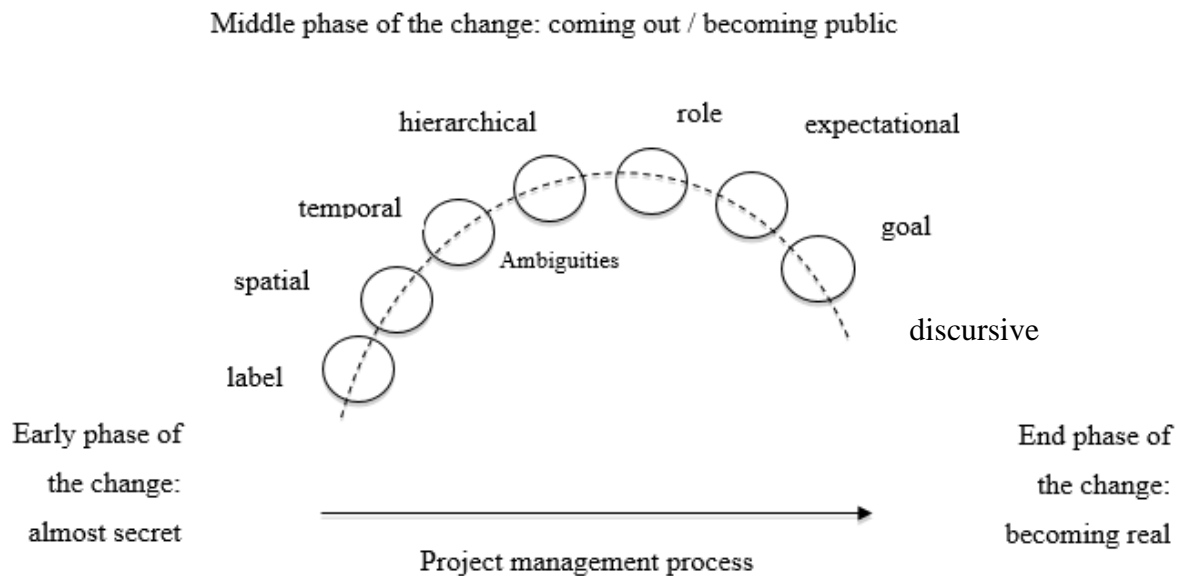 Middle phase of the change: coming out / becoming public
hierarchical
role
expectational
temporal
goal
Ambiguities
spatial
discursive
label
Early phase of
the change:
almost secret
End phase of
the change:
becoming real
Project management process